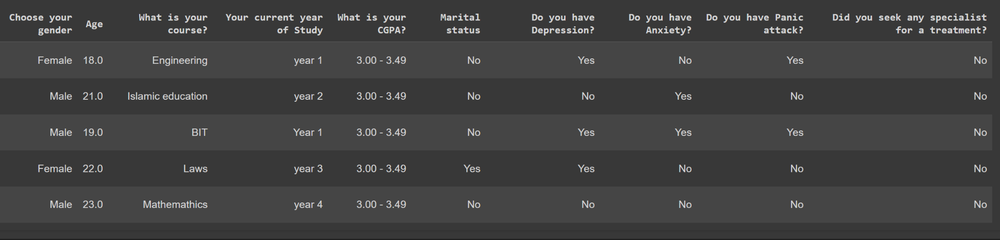 Choose your gender Age What is your course? Your current year of Study What is your CGPA? Marital status Do you have Depression? Do you have Anxiety? Do you have Panic attack? Did you seek any specialist for a treatment?
Female 18.0 Engineering year 1 3.00 - 3.49 No Yes No Yes No
Male 21.0 Islamic education year 2 3.00 - 3.49 No No Yes No No
Male 19.0 BIT Year 1 3.00 - 3.49 No Yes Yes Yes No
Female 22.0 Laws year 3 3.00 - 3.49 Yes Yes No No No
Male 23.0 Mathemathics year 4 3.00 - 3.49 No No No No No